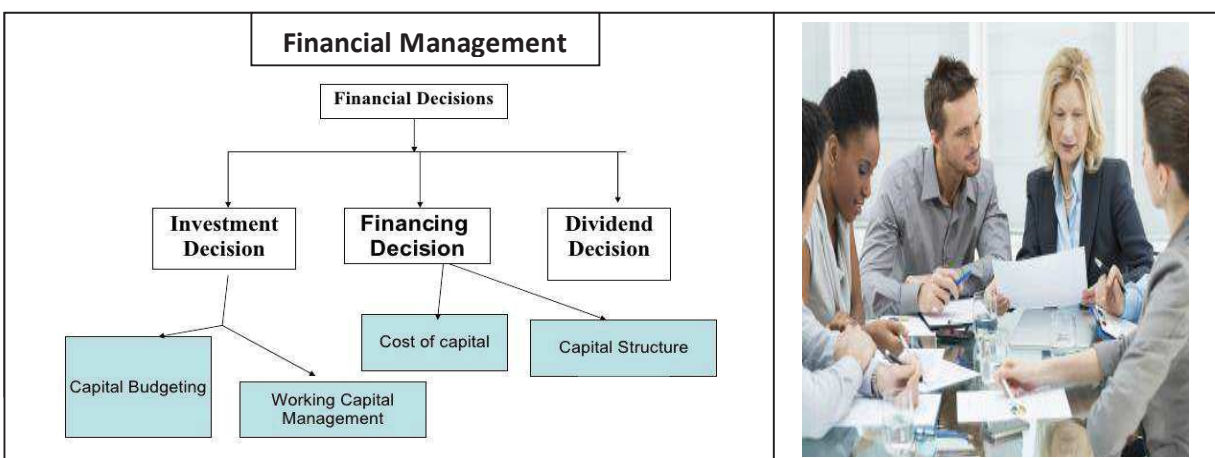 Financial Management
Financial Decisions
Investment
Decision
Financing
Decision
Dividend
Decision
Cost of capital
Capital Structure
Capital Budgeting
Working Capital
Management